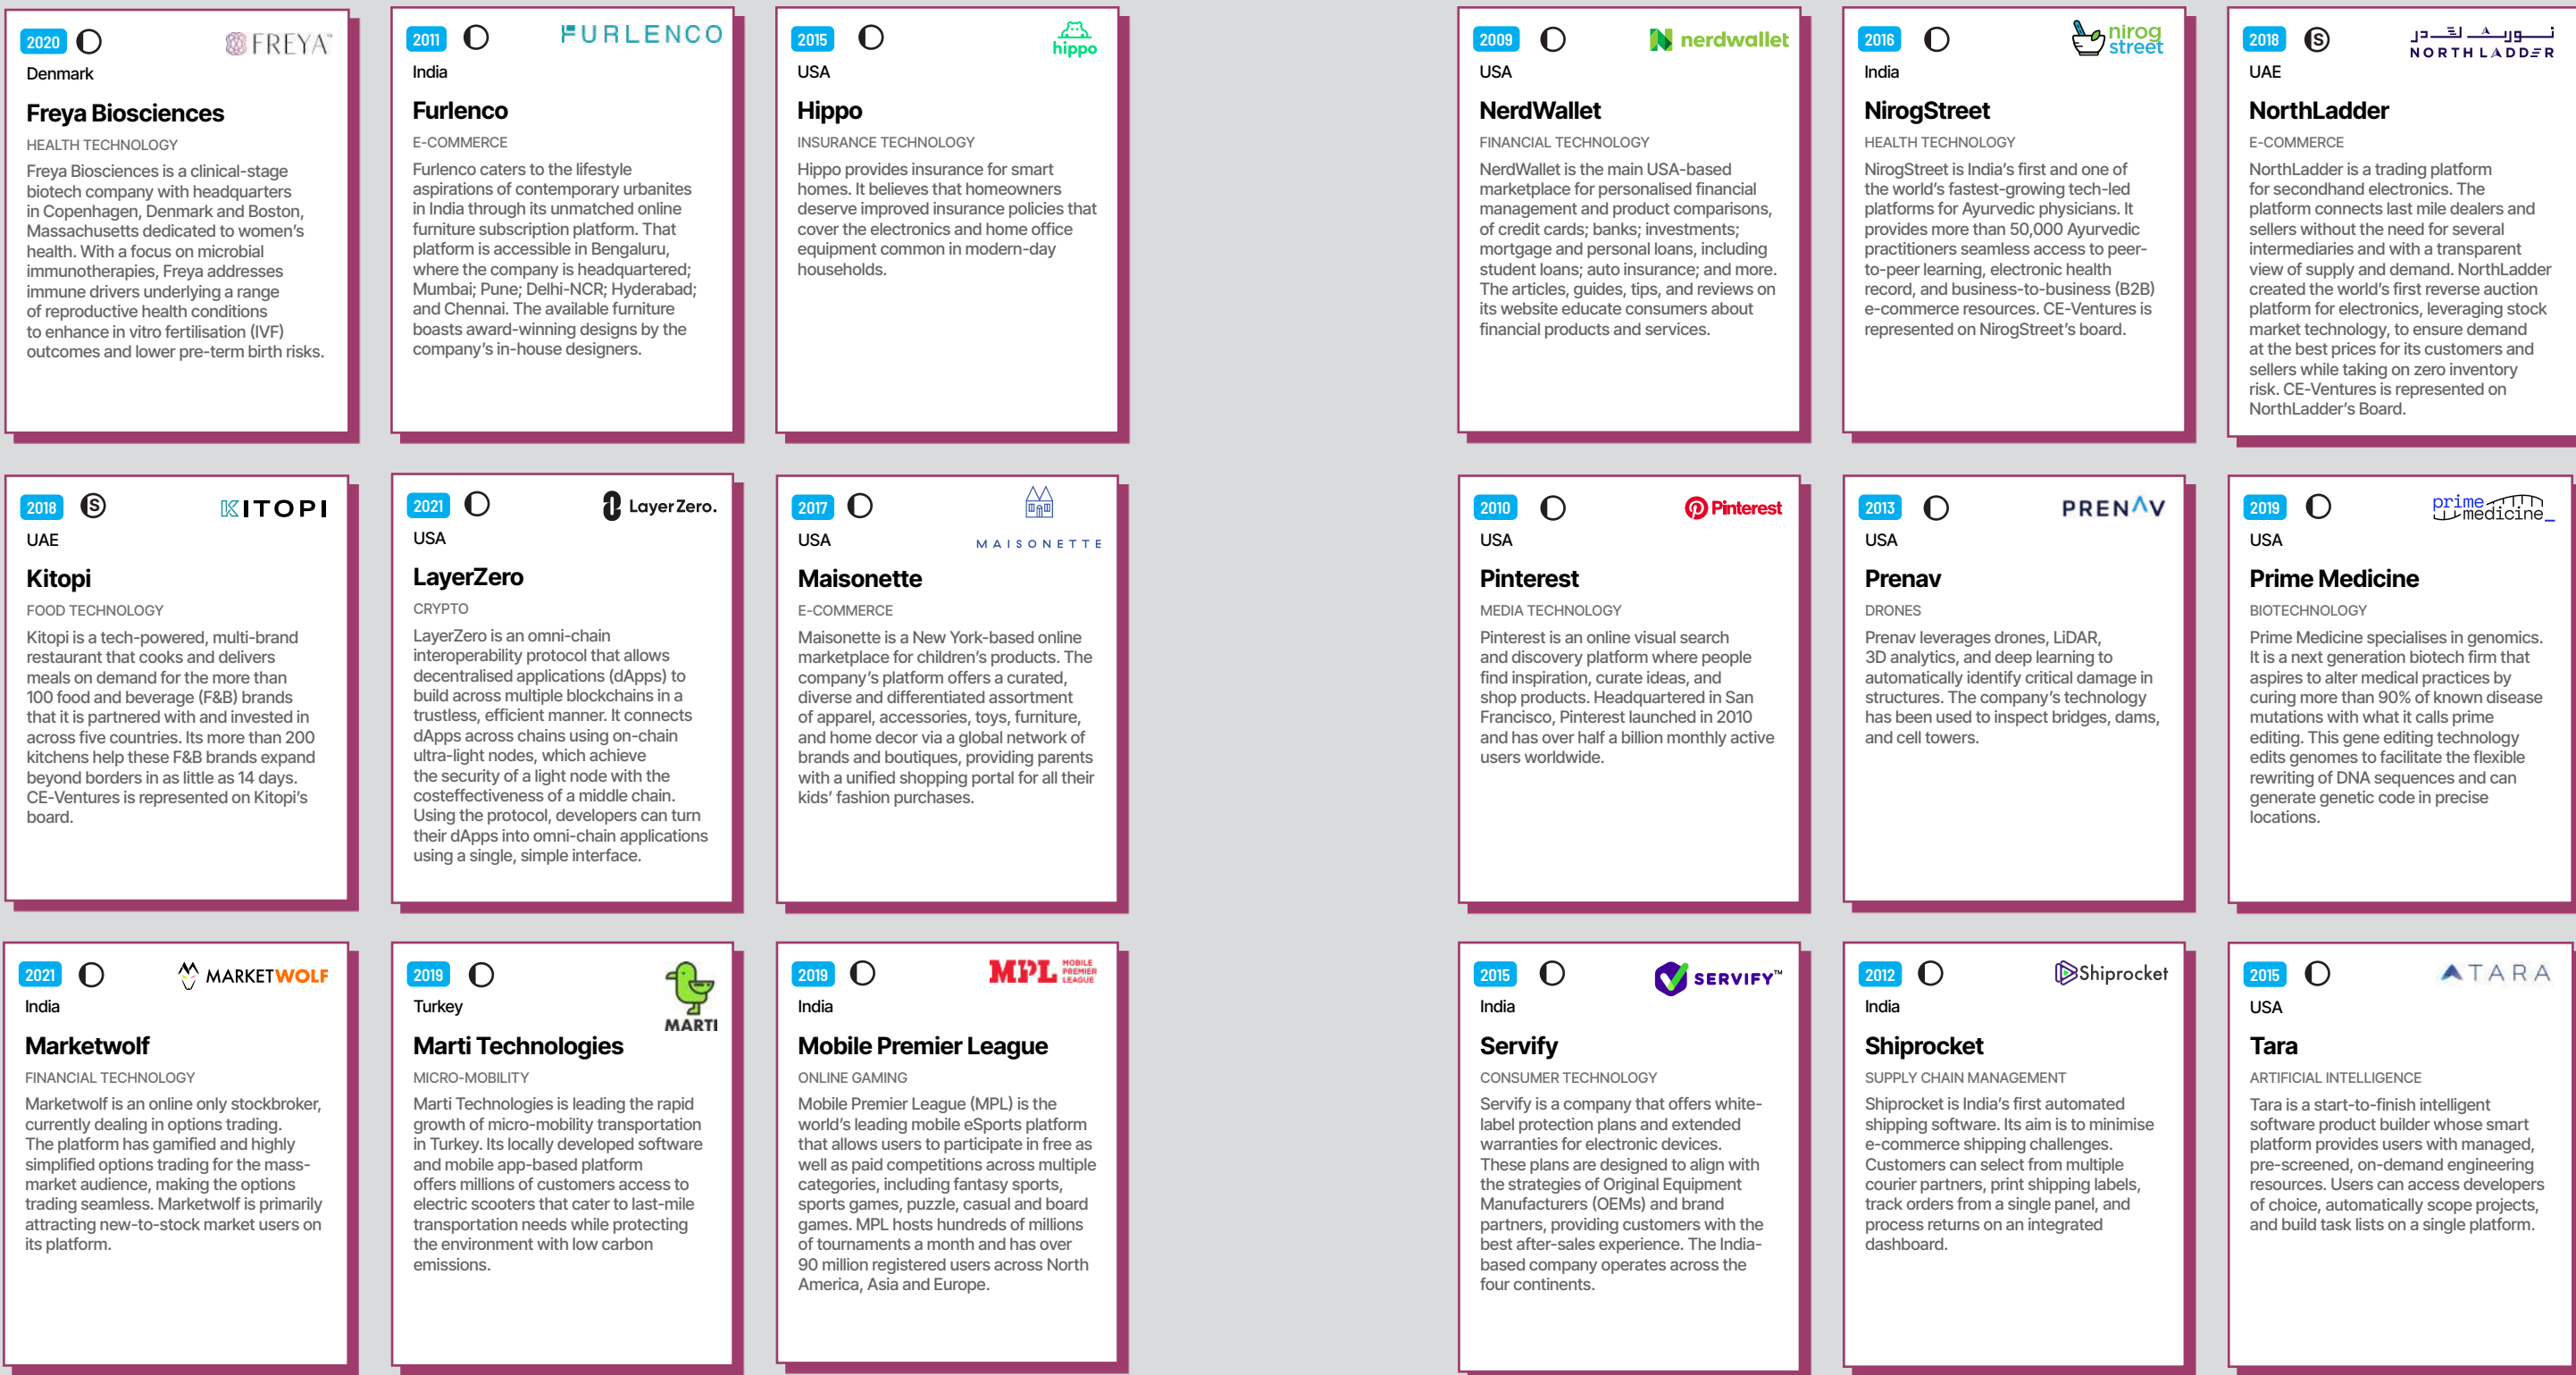 2020
FREYA™
Denmark
Freya Biosciences
HEALTH TECHNOLOGY
Freya Biosciences is a clinical-stage
biotech company with headquarters
in Copenhagen, Denmark and Boston,
Massachusetts dedicated to women's
health. With a focus on microbial
immunotherapies, Freya addresses
immune drivers underlying a range
of reproductive health conditions
to enhance in vitro fertilisation (IVF)
outcomes and lower pre-term birth risks.
2011
FURLENCO
India
Furlenco
E-COMMERCE
Furlenco caters to the lifestyle
aspirations of contemporary urbanites
in India through its unmatched online
furniture subscription platform. That
platform is accessible in Bengaluru,
where the company is headquartered;
Mumbai; Pune; Delhi-NCR; Hyderabad;
and Chennai. The available furniture
boasts award-winning designs by the
company's in-house designers.
2015
hippo
USA
Hippo
INSURANCE TECHNOLOGY
Hippo provides insurance for smart
homes. It believes that homeowners
deserve improved insurance policies that
cover the electronics and home office
equipment common in modern-day
households.
2009
nerdwallet
USA
NerdWallet
FINANCIAL TECHNOLOGY
NerdWallet is the main USA-based
marketplace for personalised financial
management and product comparisons,
of credit cards; banks; investments;
mortgage and personal loans, including
student loans; auto insurance; and more.
The articles, guides, tips, and reviews on
its website educate consumers about
financial products and services.
2016
nirog
street
India
NirogStreet
HEALTH TECHNOLOGY
NirogStreet is India's first and one of
the world's fastest-growing tech-led
platforms for Ayurvedic physicians. It
provides more than 50,000 Ayurvedic
practitioners seamless access to peer-
to-peer learning, electronic health
record, and business-to-business (B2B)
e-commerce resources. CE-Ventures is
represented on NirogStreet's board.
2018
S
نـــوريـــث لــــدر
NORTHLADDER
UAE
NorthLadder
E-COMMERCE
NorthLadder is a trading platform
for secondhand electronics. The
platform connects last mile dealers and
sellers without the need for several
intermediaries and with a transparent
view of supply and demand. NorthLadder
created the world's first reverse auction
platform for electronics, leveraging stock
market technology, to ensure demand
at the best prices for its customers and
sellers while taking on zero inventory
risk. CE-Ventures is represented on
NorthLadder's Board.
2018
S
KITOPI
UAE
Kitopi
FOOD TECHNOLOGY
Kitopi is a tech-powered, multi-brand
restaurant that cooks and delivers
meals on demand for the more than
100 food and beverage (F&B) brands
that it is partnered with and invested in
across five countries. Its more than 200
kitchens help these F&B brands expand
beyond borders in as little as 14 days.
CE-Ventures is represented on Kitopi's
board.
2021
LayerZero.
USA
LayerZero
CRYPTO
LayerZero is an omni-chain
interoperability protocol that allows
decentralised applications (dApps) to
build across multiple blockchains in a
trustless, efficient manner. It connects
dApps across chains using on-chain
ultra-light nodes, which achieve
the security of a light node with the
costeffectiveness of a middle chain.
Using the protocol, developers can turn
their dApps into omni-chain applications
using a single, simple interface.
2017
MAISONETTE
USA
Maisonette
E-COMMERCE
Maisonette is a New York-based online
marketplace for children's products. The
company's platform offers a curated,
diverse and differentiated assortment
of apparel, accessories, toys, furniture,
and home decor via a global network of
brands and boutiques, providing parents
with a unified shopping portal for all their
kids' fashion purchases.
2010
Pinterest
USA
Pinterest
MEDIA TECHNOLOGY
Pinterest is an online visual search
and discovery platform where people
find inspiration, curate ideas, and
shop products. Headquartered in San
Francisco, Pinterest launched in 2010
and has over half a billion monthly active
users worldwide.
2013
PRENAV
USA
Prenav
DRONES
Prenav leverages drones, LiDAR,
3D analytics, and deep learning to
automatically identify critical damage in
structures. The company's technology
has been used to inspect bridges, dams,
and cell towers.
2019
prime
medicine_
USA
Prime Medicine
BIOTECHNOLOGY
Prime Medicine specialises in genomics.
It is a next generation biotech firm that
aspires to alter medical practices by
curing more than 90% of known disease
mutations with what it calls prime
editing. This gene editing technology
edits genomes to facilitate the flexible
rewriting of DNA sequences and can
generate genetic code in precise
locations.
2021
MARKETWOLF
India
Marketwolf
FINANCIAL TECHNOLOGY
Marketwolf is an online only stockbroker,
currently dealing in options trading.
The platform has gamified and highly
simplified options trading for the mass-
market audience, making the options
trading seamless. Marketwolf is primarily
attracting new-to-stock market users on
its platform.
2019
MARTI
Turkey
Marti Technologies
MICRO-MOBILITY
Marti Technologies is leading the rapid
growth of micro-mobility transportation
in Turkey. Its locally developed software
and mobile app-based platform
offers millions of customers access to
electric scooters that cater to last-mile
transportation needs while protecting
the environment with low carbon
emissions.
2019
MPL MOBILE
PREMIER
LEAGUE
India
Mobile Premier League
ONLINE GAMING
Mobile Premier League (MPL) is the
world's leading mobile eSports platform
that allows users to participate in free as
well as paid competitions across multiple
categories, including fantasy sports,
sports games, puzzle, casual and board
games. MPL hosts hundreds of millions
of tournaments a month and has over
90 million registered users across North
America, Asia and Europe.
2015
SERVIFY™
India
Servify
CONSUMER TECHNOLOGY
Servify is a company that offers white-
label protection plans and extended
warranties for electronic devices.
These plans are designed to align with
the strategies of Original Equipment
Manufacturers (OEMs) and brand
partners, providing customers with the
best after-sales experience. The India-
based company operates across the
four continents.
2012
Shiprocket
India
Shiprocket
SUPPLY CHAIN MANAGEMENT
Shiprocket is India's first automated
shipping software. Its aim is to minimise
e-commerce shipping challenges.
Customers can select from multiple
courier partners, print shipping labels,
track orders from a single panel, and
process returns on an integrated
dashboard.
2015
TARA
USA
Tara
ARTIFICIAL INTELLIGENCE
Tara is a start-to-finish intelligent
software product builder whose smart
platform provides users with managed,
pre-screened, on-demand engineering
resources. Users can access developers
of choice, automatically scope projects,
and build task lists on a single platform.